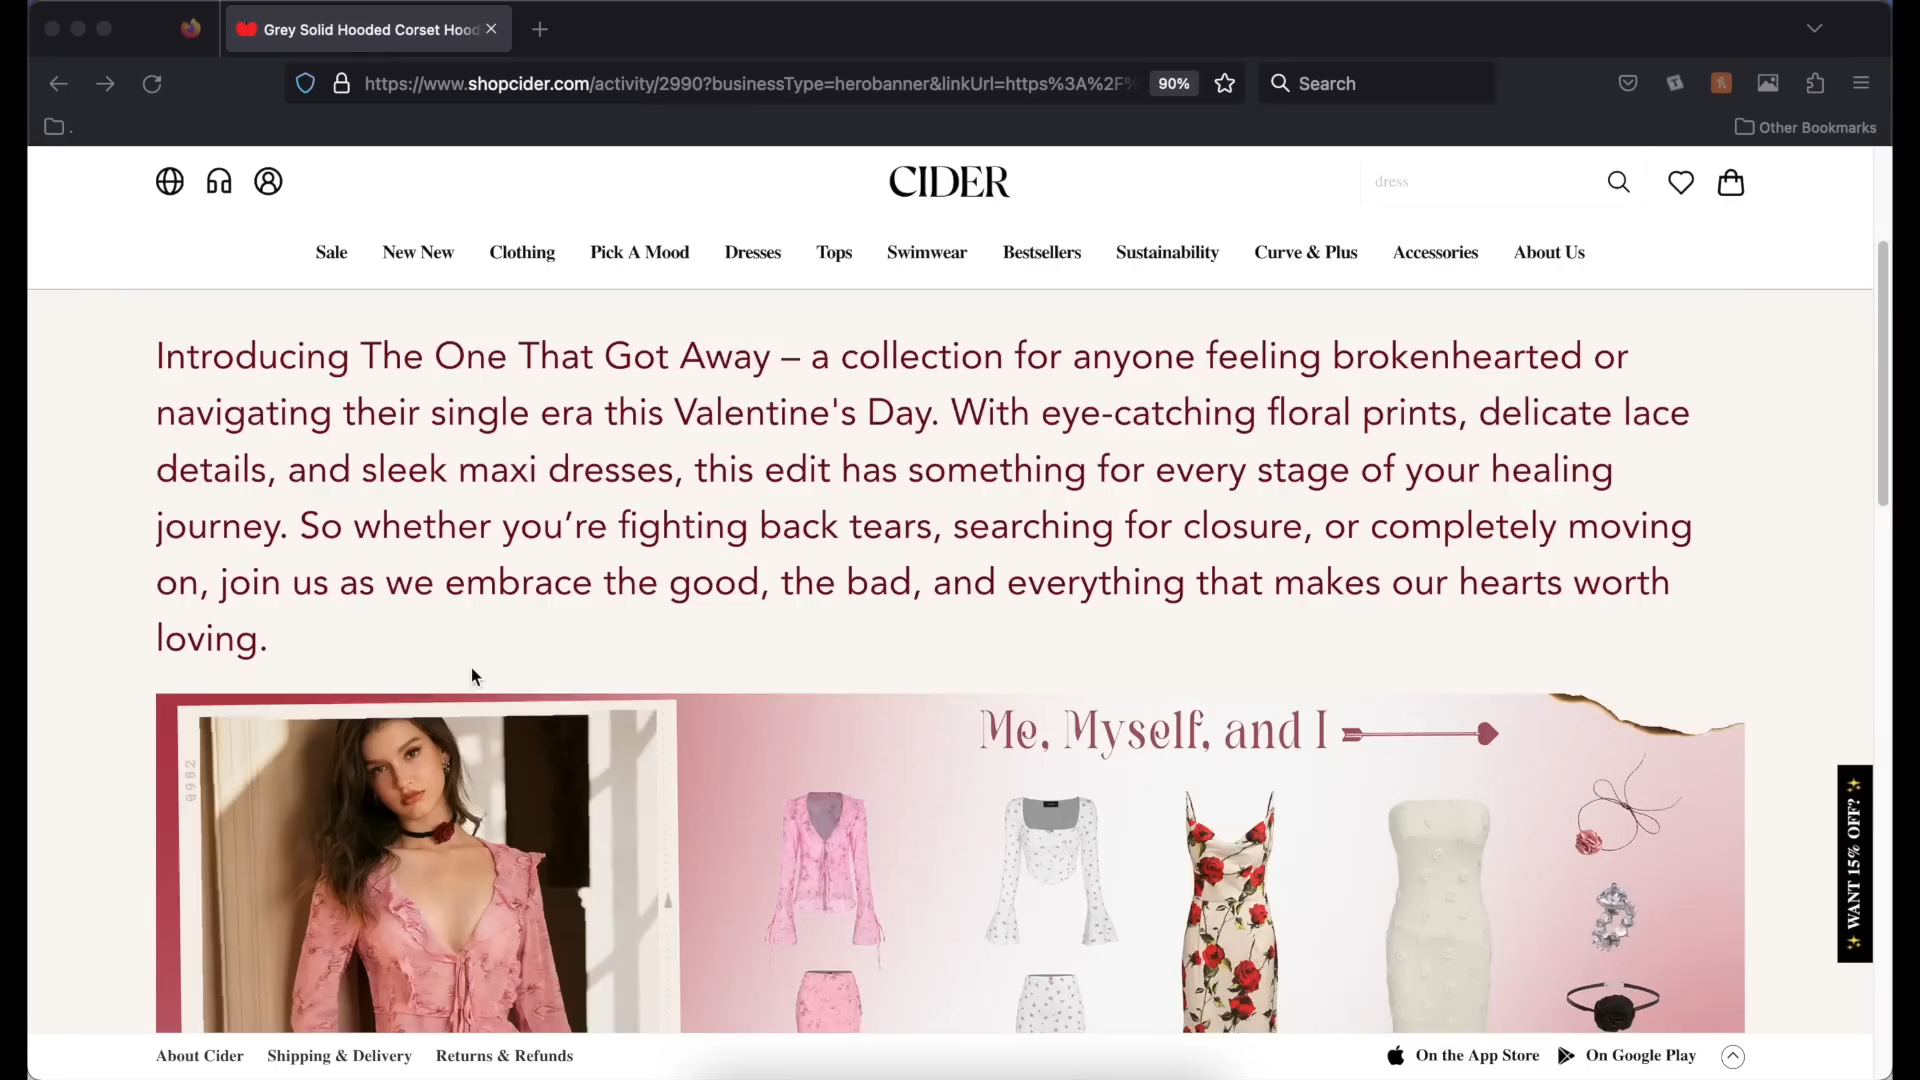 Grey Solid Hooded Corset Hood
https://www.shopcider.com/activity/2990?businessType=herobanner&linkUrl=https%3A%2F%
90%
Search
.
Other Bookmarks
CIDER
dress
Sale
New New
Clothing
Pick A Mood
Dresses
Tops
Swimwear
Bestsellers
Sustainability
Curve & Plus
Accessories
About Us
Introducing The One That Got Away – a collection for anyone feeling brokenhearted or
navigating their single era this Valentine's Day. With eye-catching floral prints, delicate lace
details, and sleek maxi dresses, this edit has something for every stage of your healing
journey. So whether you’re fighting back tears, searching for closure, or completely moving
on, join us as we embrace the good, the bad, and everything that makes our hearts worth
loving.
0982
Me, Myself, and I
✨ WANT 15% OFF? ✨
About Cider
Shipping & Delivery
Returns & Refunds
On the App Store
On Google Play